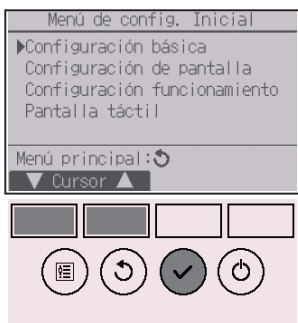 Menú de config. Inicial
▶Configuración básica
Configuración de pantalla
Configuración funcionamiento
Pantalla táctil
Menú principal:↺
▼ Cursor ▲